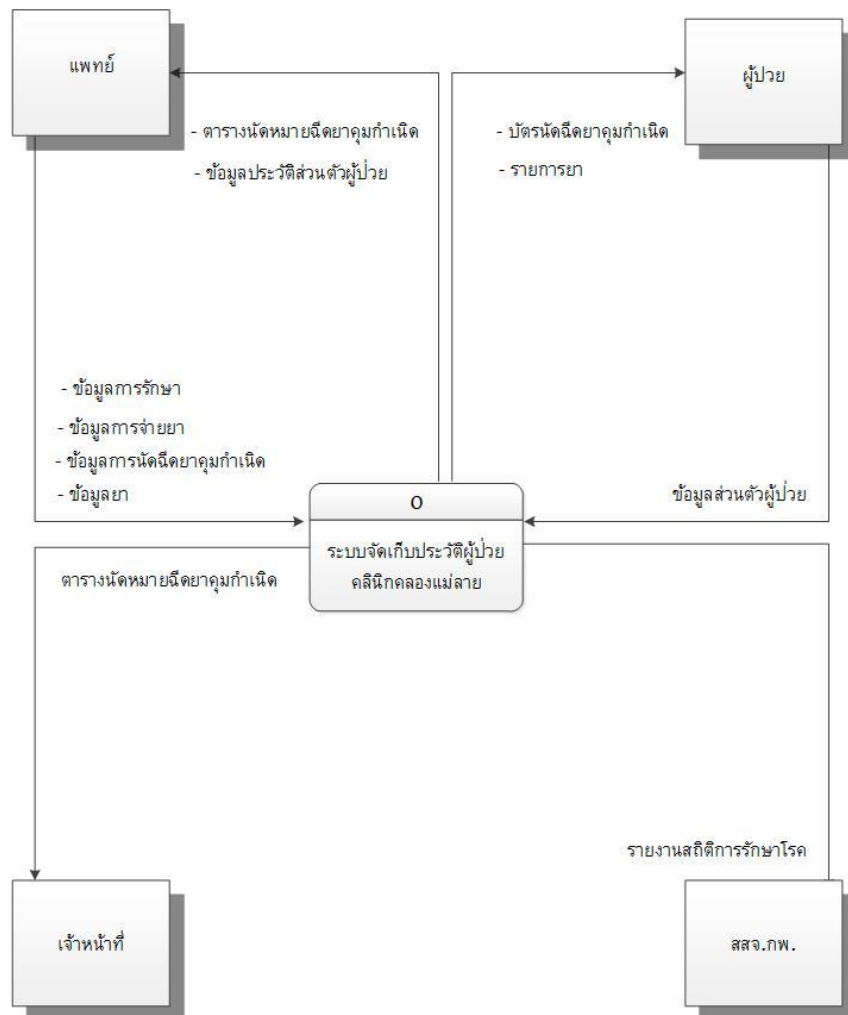 แพทย์
ผู้ป่วย
- ตารางนัดหมายฉีดยาคุมกำเนิด
- ข้อมูลประวัติส่วนตัวผู้ป่วย
- บัตรนัดฉีดยาคุมกำเนิด
- รายการยา
- ข้อมูลการรักษา
- ข้อมูลการจ่ายยา
- ข้อมูลการนัดฉีดยาคุมกำเนิด
- ข้อมูลยา
ข้อมูลส่วนตัวผู้ป่วย
0
ระบบจัดเก็บประวัติผู้ป่วย
คลินิกคลองแม่ลาย
ตารางนัดหมายฉีดยาคุมกำเนิด
รายงานสถิติการรักษาโรค
เจ้าหน้าที่
สสจ.กพ.